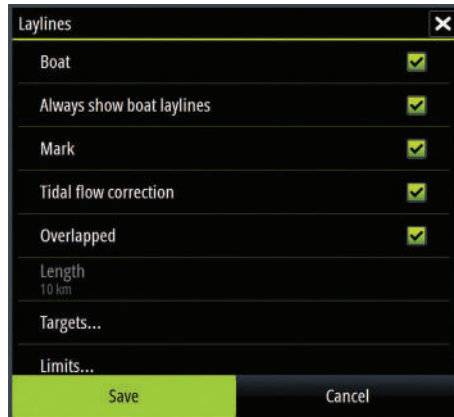 Laylines
Boat
Always show boat laylines
Mark
Tidal flow correction
Overlapped
Length
10 km
Targets...
Limits...
Save
Cancel